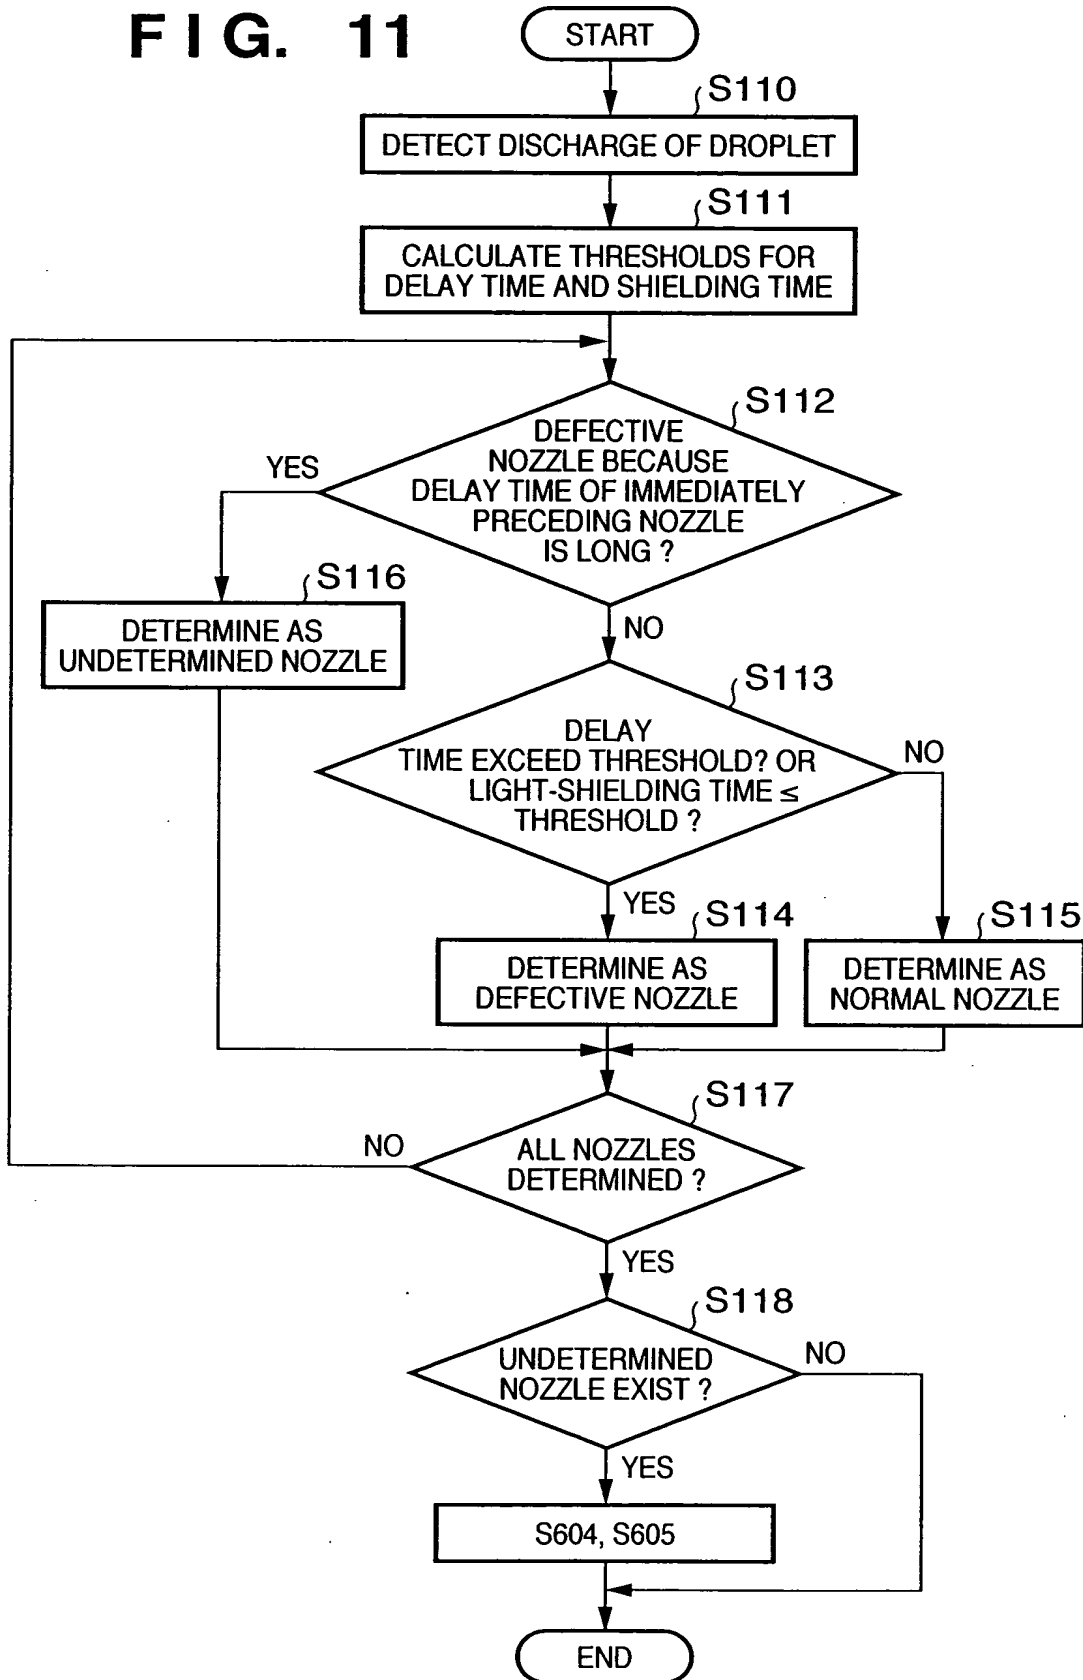 FIG. 11
START
S110
DETECT DISCHARGE OF DROPLET
S111
CALCULATE THRESHOLDS FOR
DELAY TIME AND SHIELDING TIME
S112
DEFECTIVE
NOZZLE BECAUSE
DELAY TIME OF IMMEDIATELY
PRECEDING NOZZLE
IS LONG ?
YES
S116
DETERMINE AS
UNDETERMINED NOZZLE
NO
S113
DELAY
TIME EXCEED THRESHOLD? OR
LIGHT-SHIELDING TIME ≤
THRESHOLD ?
NO
YES
S114
DETERMINE AS
DEFECTIVE NOZZLE
S115
DETERMINE AS
NORMAL NOZZLE
S117
ALL NOZZLES
DETERMINED ?
NO
YES
S118
UNDETERMINED
NOZZLE EXIST ?
NO
YES
S604, S605
END